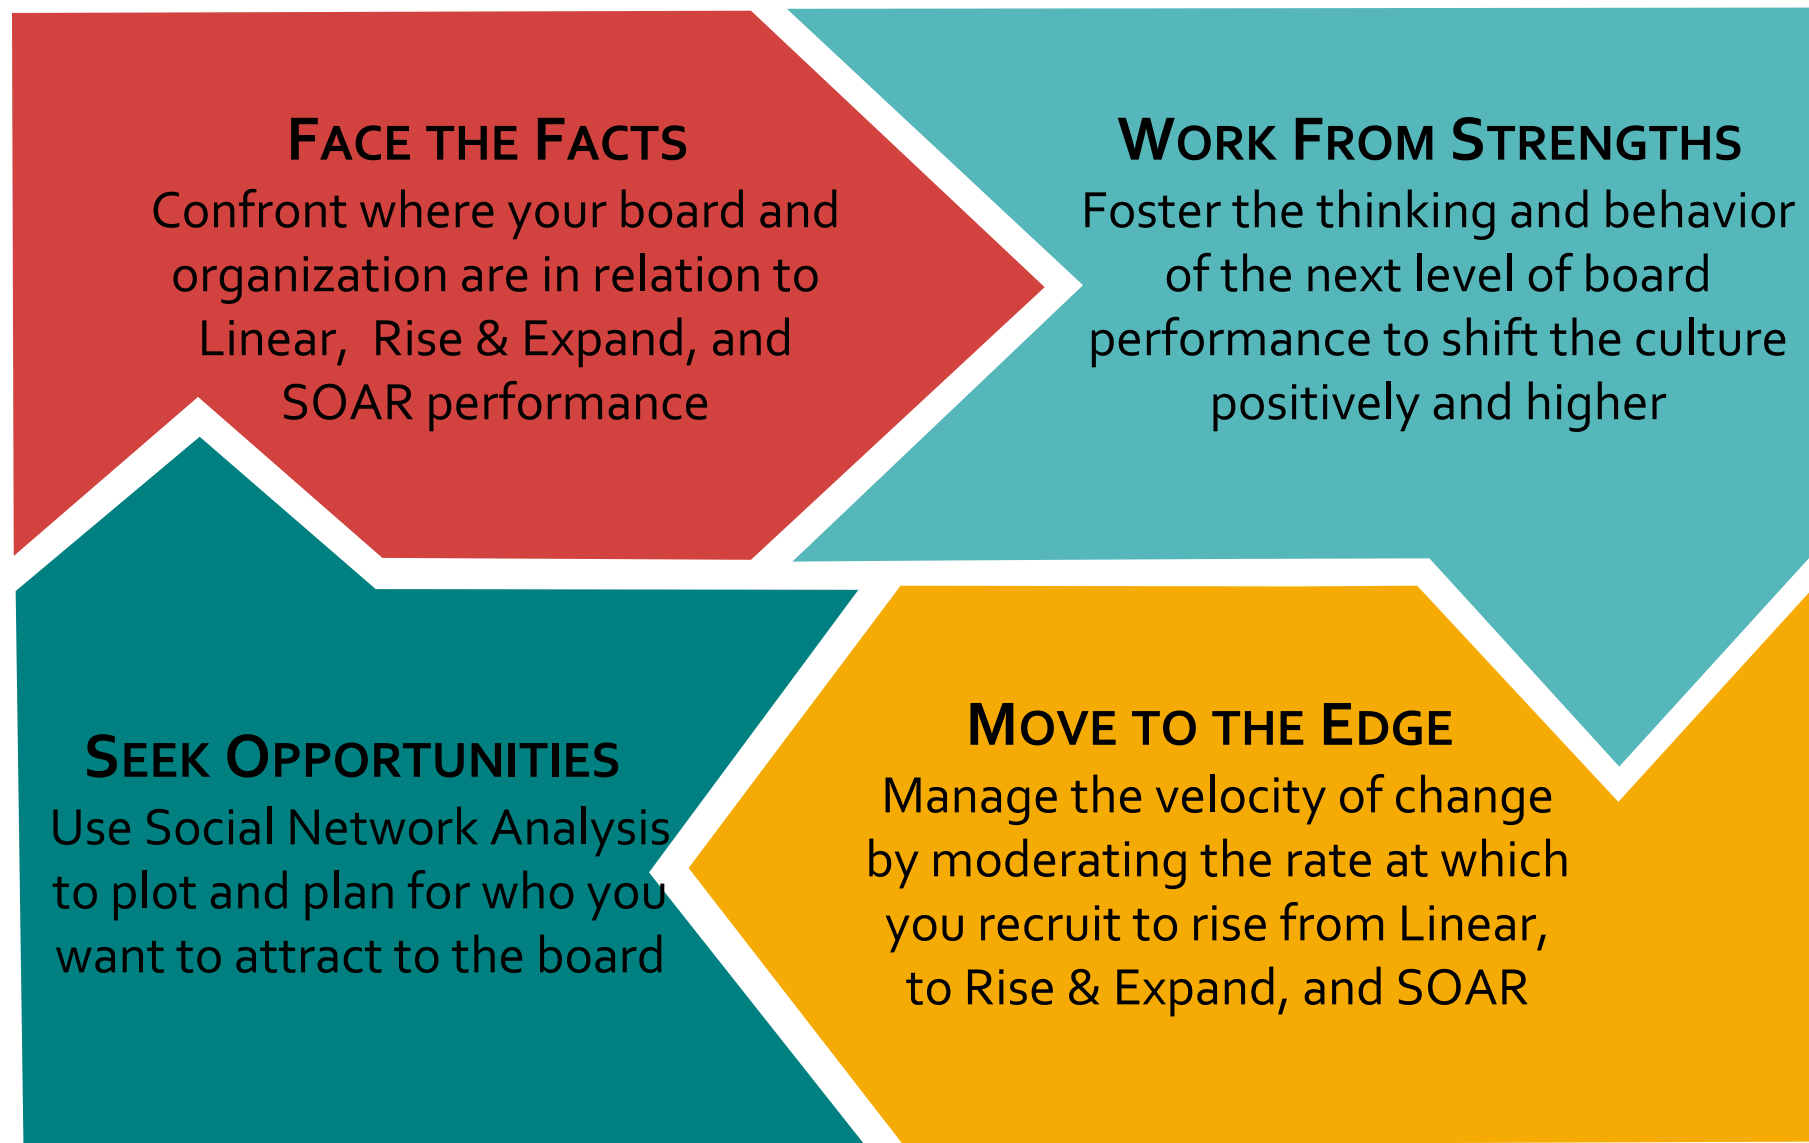 FACE THE FACTS
Confront where your board and
organization are in relation to
Linear,  Rise & Expand, and
SOAR performance
WORK FROM STRENGTHS
Foster the thinking and behavior
of the next level of board
performance to shift the culture
positively and higher
MOVE TO THE EDGE
Manage the velocity of change
by moderating the rate at which
you recruit to rise from Linear,
to Rise & Expand, and SOAR
SEEK OPPORTUNITIES
Use Social Network Analysis
to plot and plan for who you
want to attract to the board